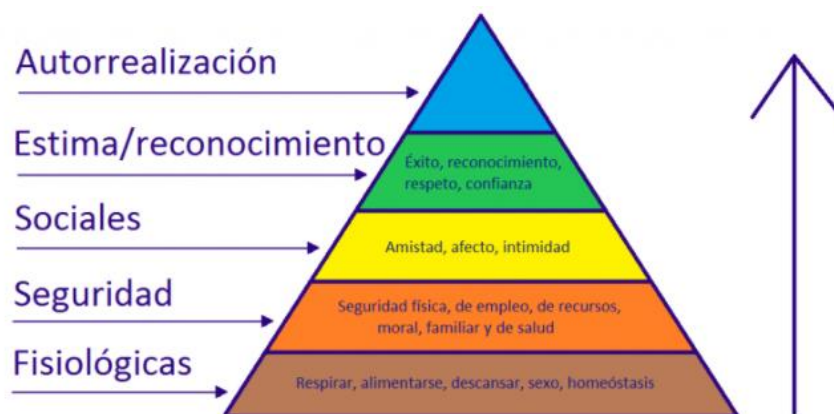 Autorrealización
Estima/reconocimiento
Éxito, reconocimiento,
respeto, confianza
Sociales
Amistad, afecto, intimidad
Seguridad
Seguridad física, de empleo, de recursos,
moral, familiar y de salud
Fisiológicas
Respirar, alimentarse, descansar, sexo, homeóstasis